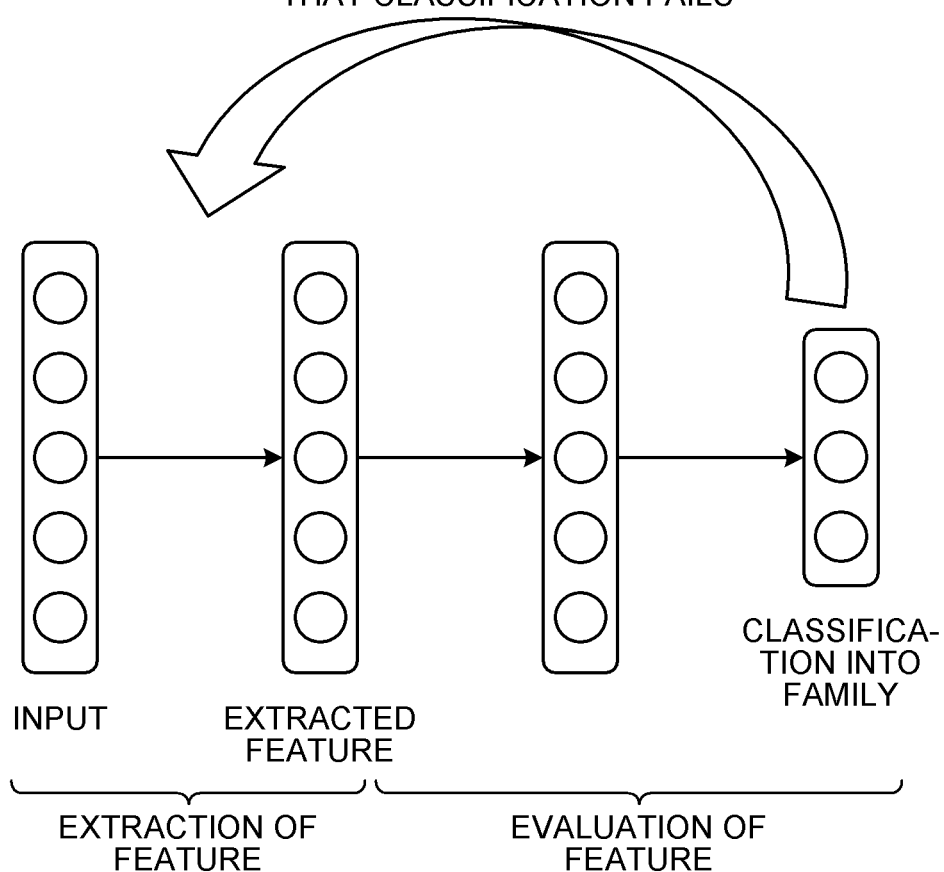 THAT CLASSIFICATION FAILS
INPUT
EXTRACTED
FEATURE
CLASSIFICA-
TION INTO
FAMILY
EXTRACTION OF
FEATURE
EVALUATION OF
FEATURE